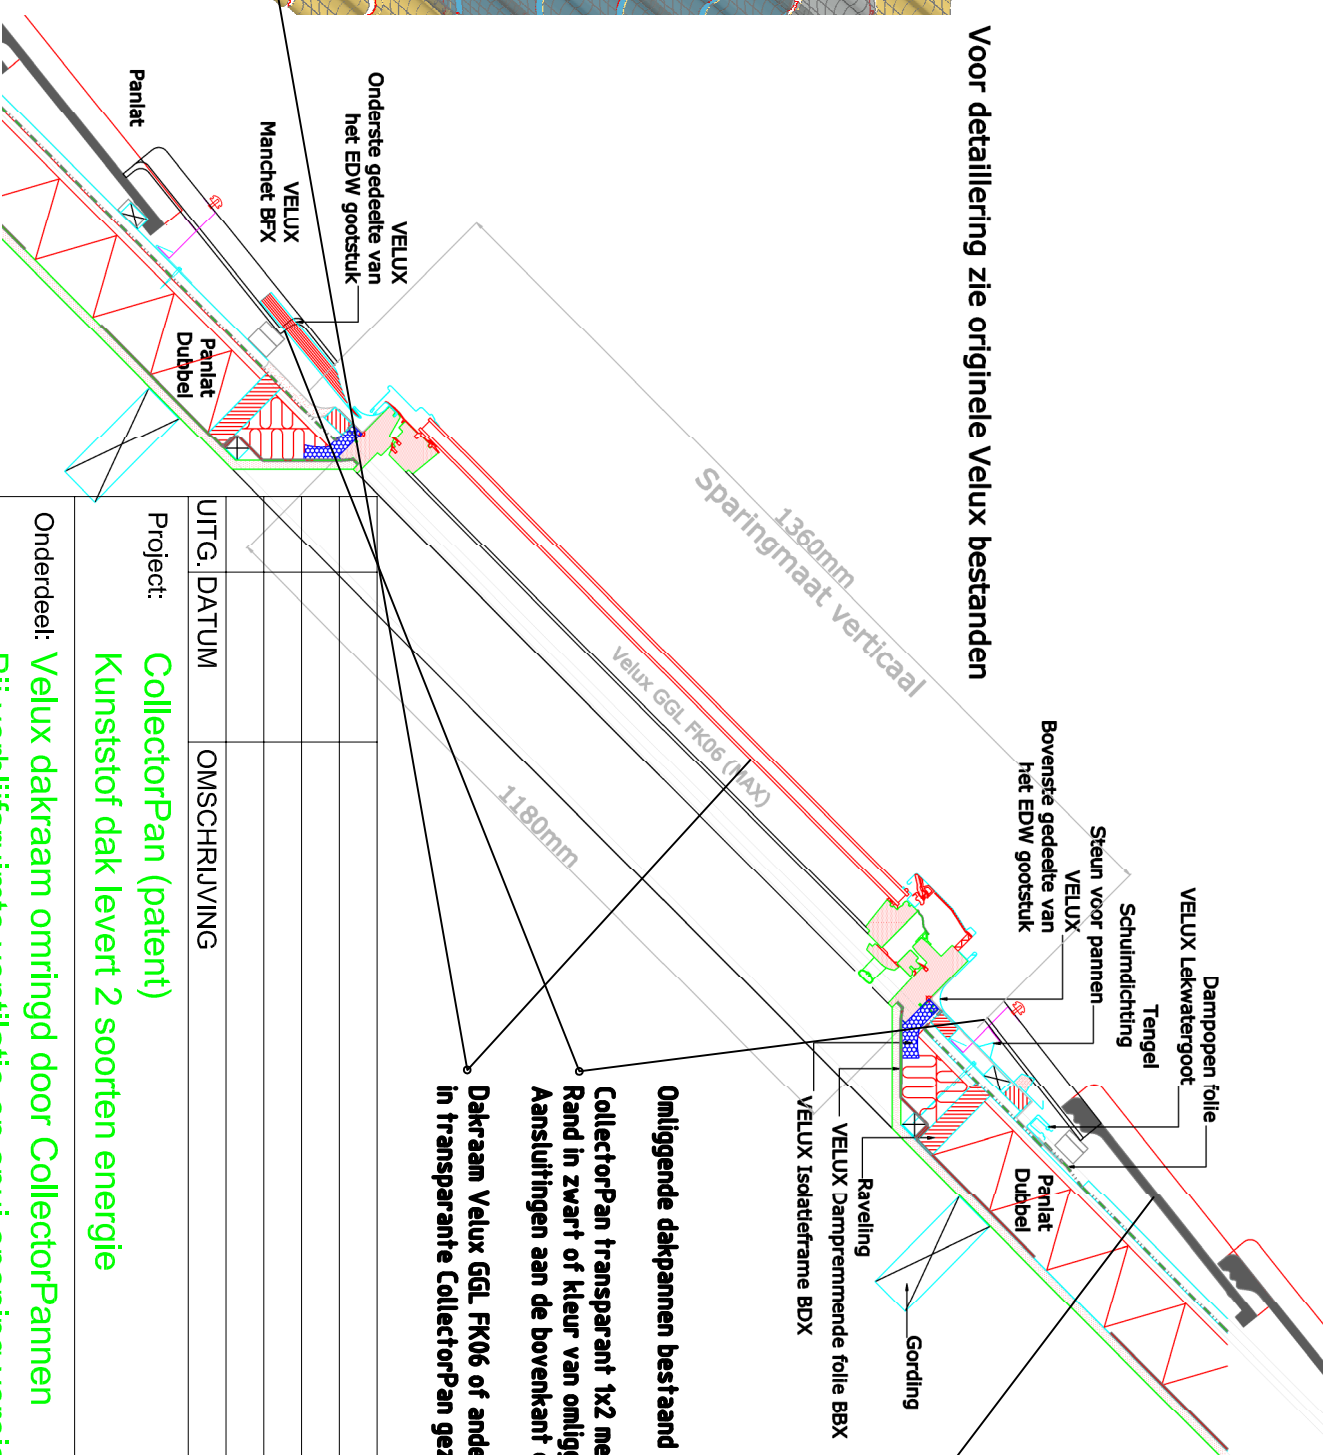 Voor detaillering zie originele Velux bestanden
Panlat
VELUX
Onderste gedeelte van
het EDW gootstuk
VELUX
Manchet BFX
Panlat
Dubbel
1360mm
Sparingmaat verticaal
Velux GGL FK06 (MAX)
1180mm
Dampopen folie
VELUX Lekwatergoot
Tengel
Schuimdichting
Steun voor pannen
VELUX
Bovenste gedeelte van
het EDW gootstuk
Panlat
Dubbel
Gording
Raveling
VELUX Dampremmende folie BBX
VELUX Isolatieframe BDX
Omliggende dakpannen bestaand
CollectorPan transparant 1x2 me
Rand in zwart of kleur van omligg
Aansluitingen aan de bovenkant
Dakraam Velux GGL FK06 of ande
in transparante CollectorPan gez
UITG. DATUM OMSCHRIJVING
Project: CollectorPan (patent)
Kunststof dak levert 2 soorten energie
Onderdeel: Velux dakraam omringd door CollectorPannen